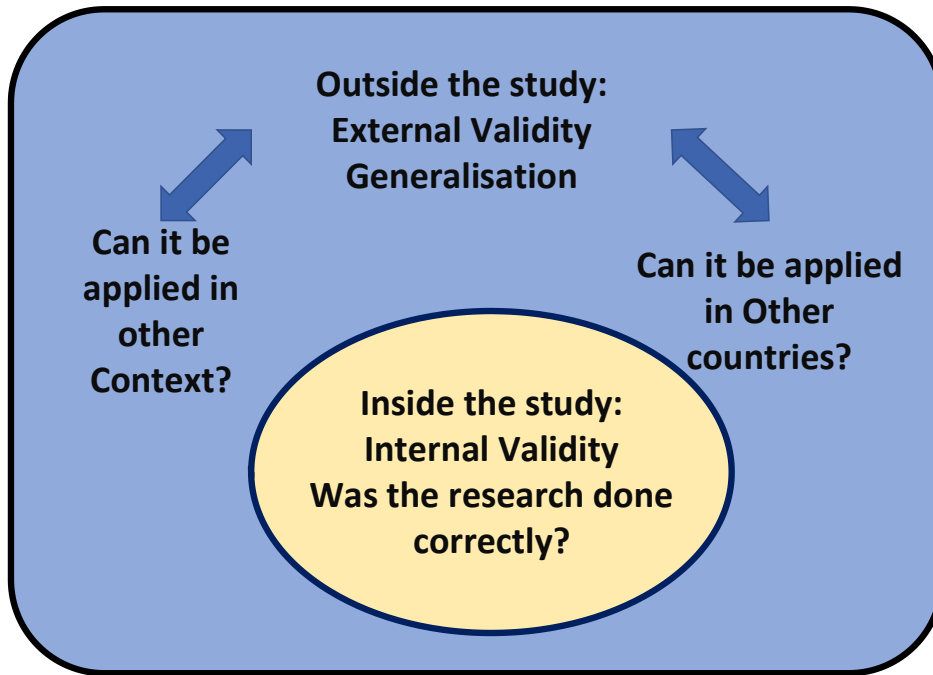 Outside the study:
External Validity
Generalisation
Can it be
applied in
other
Context?
Can it be applied
in Other
countries?
Inside the study:
Internal Validity
Was the research done
correctly?